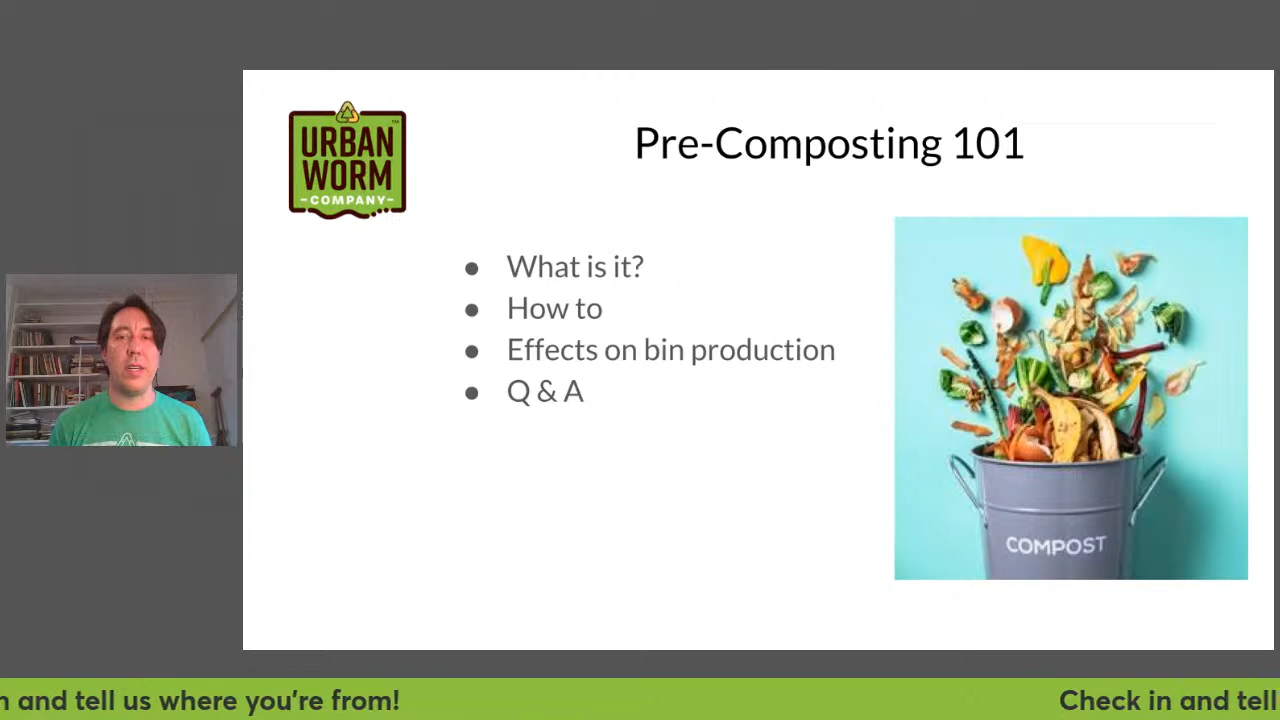 URBAN
WORM
-COMPANY-
™
Pre-Composting 101
● What is it?
● How to
● Effects on bin production
● Q & A
COMPOST
n and tell us where you're from!
Check in and tell